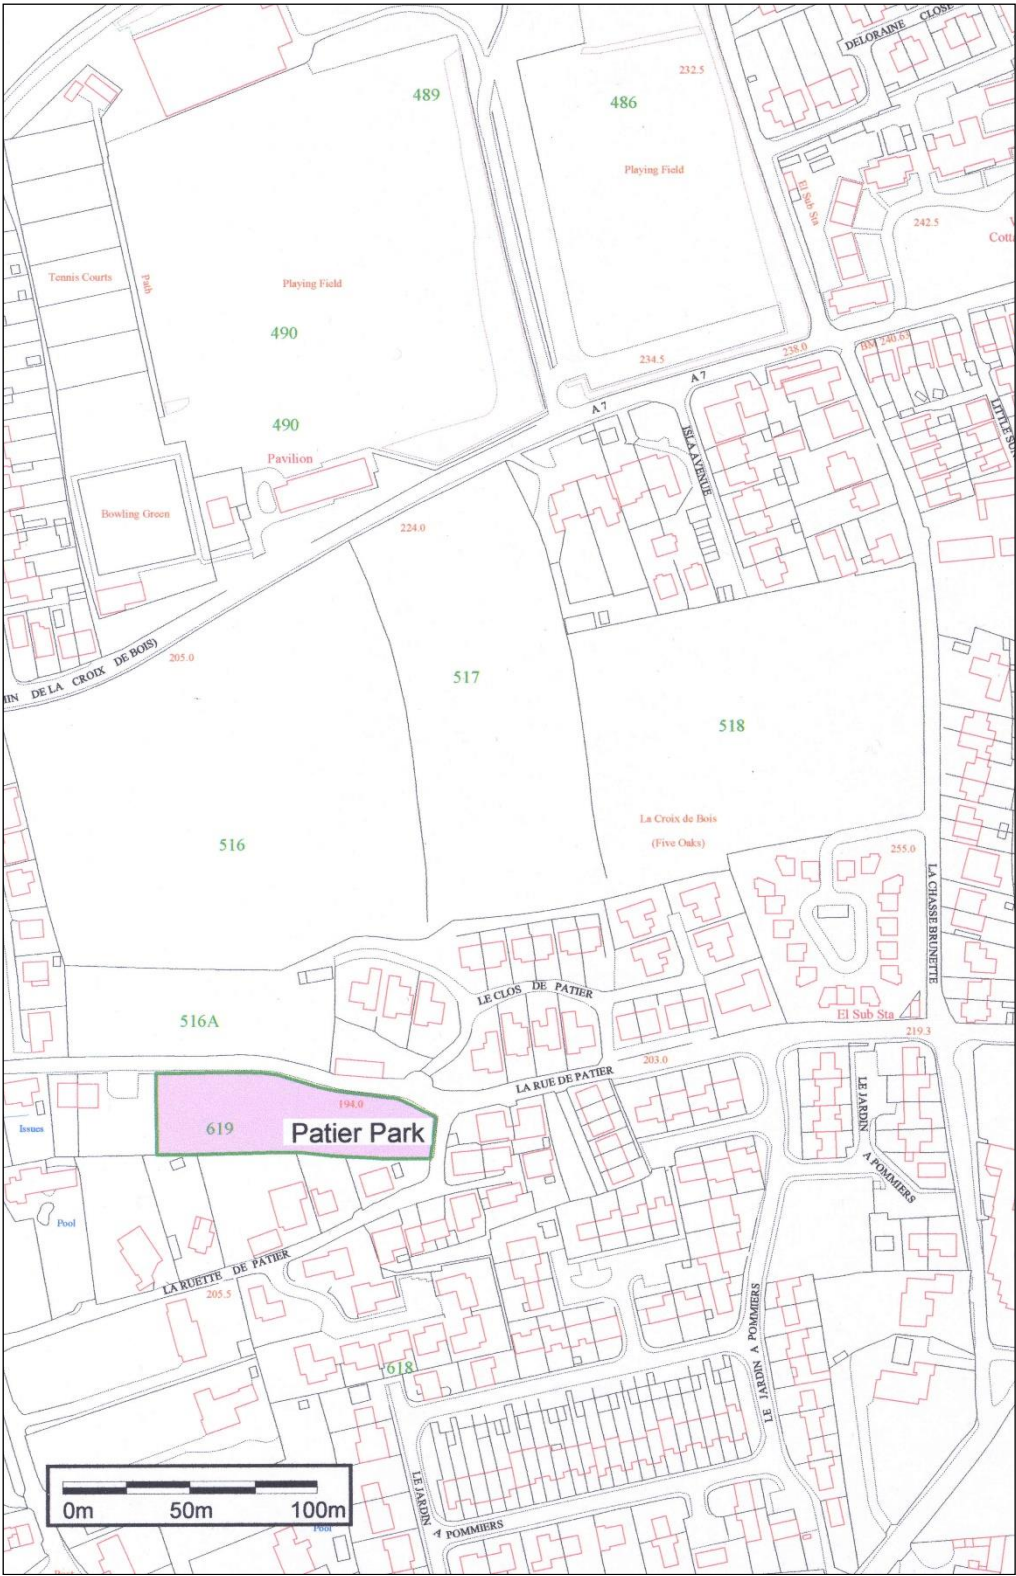 DELORAINE CLOSE
232.5
489
486
Playing Field
El Sub Sta
242.5
Tennis Courts
Path
Playing Field
490
234.5
238.0
BM 240.63
A 7
A 7
ISLA AVENUE
490
Pavilion
Bowling Green
224.0
205.0
DE LA CROIX DE BOIS)
517
518
516
La Croix de Bois
(Five Oaks)
255.0
LA CHASSE BRUNETTE
LE CLOS DE PATIER
516A
El Sub Sta
219.3
203.0
LA RUE DE PATIER
194.0
619
Patier Park
Issues
LE JARDIN
A POMMIERS
Pool
LA RUETTE DE PATIER
205.5
LE JARDIN A POMMIERS
618
0m 50m 100m
LE JARDIN
A POMMIERS
Pool